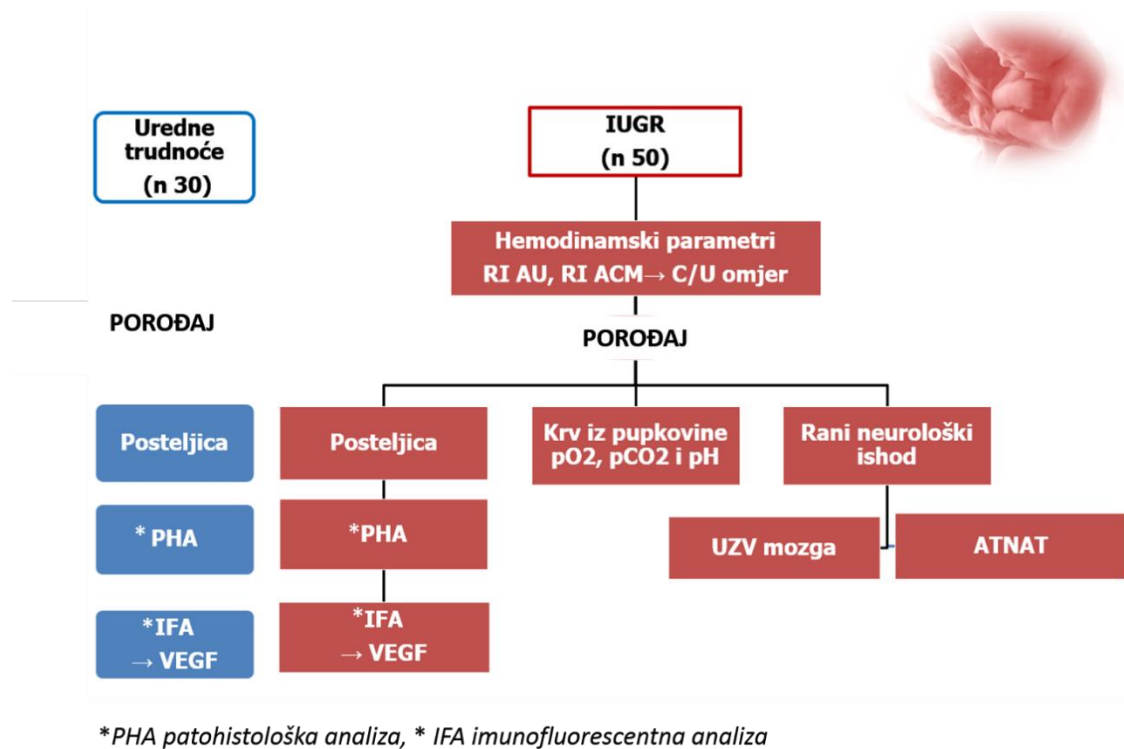 Uredne
trudnoće
(n 30)
IUGR
(n 50)
Hemodinamski parametri
RI AU, RI ACM→ C/U omjer
POROĐAJ
POROĐAJ
Posteljica
Posteljica
Krv iz pupkovine
pO2, pCO2 i pH
Rani neurološki
ishod
* PHA
*PHA
UZV mozga
ATNAT
*IFA
→ VEGF
*IFA
→ VEGF
*PHA patohistološka analiza, * IFA imunofluorescentna analiza